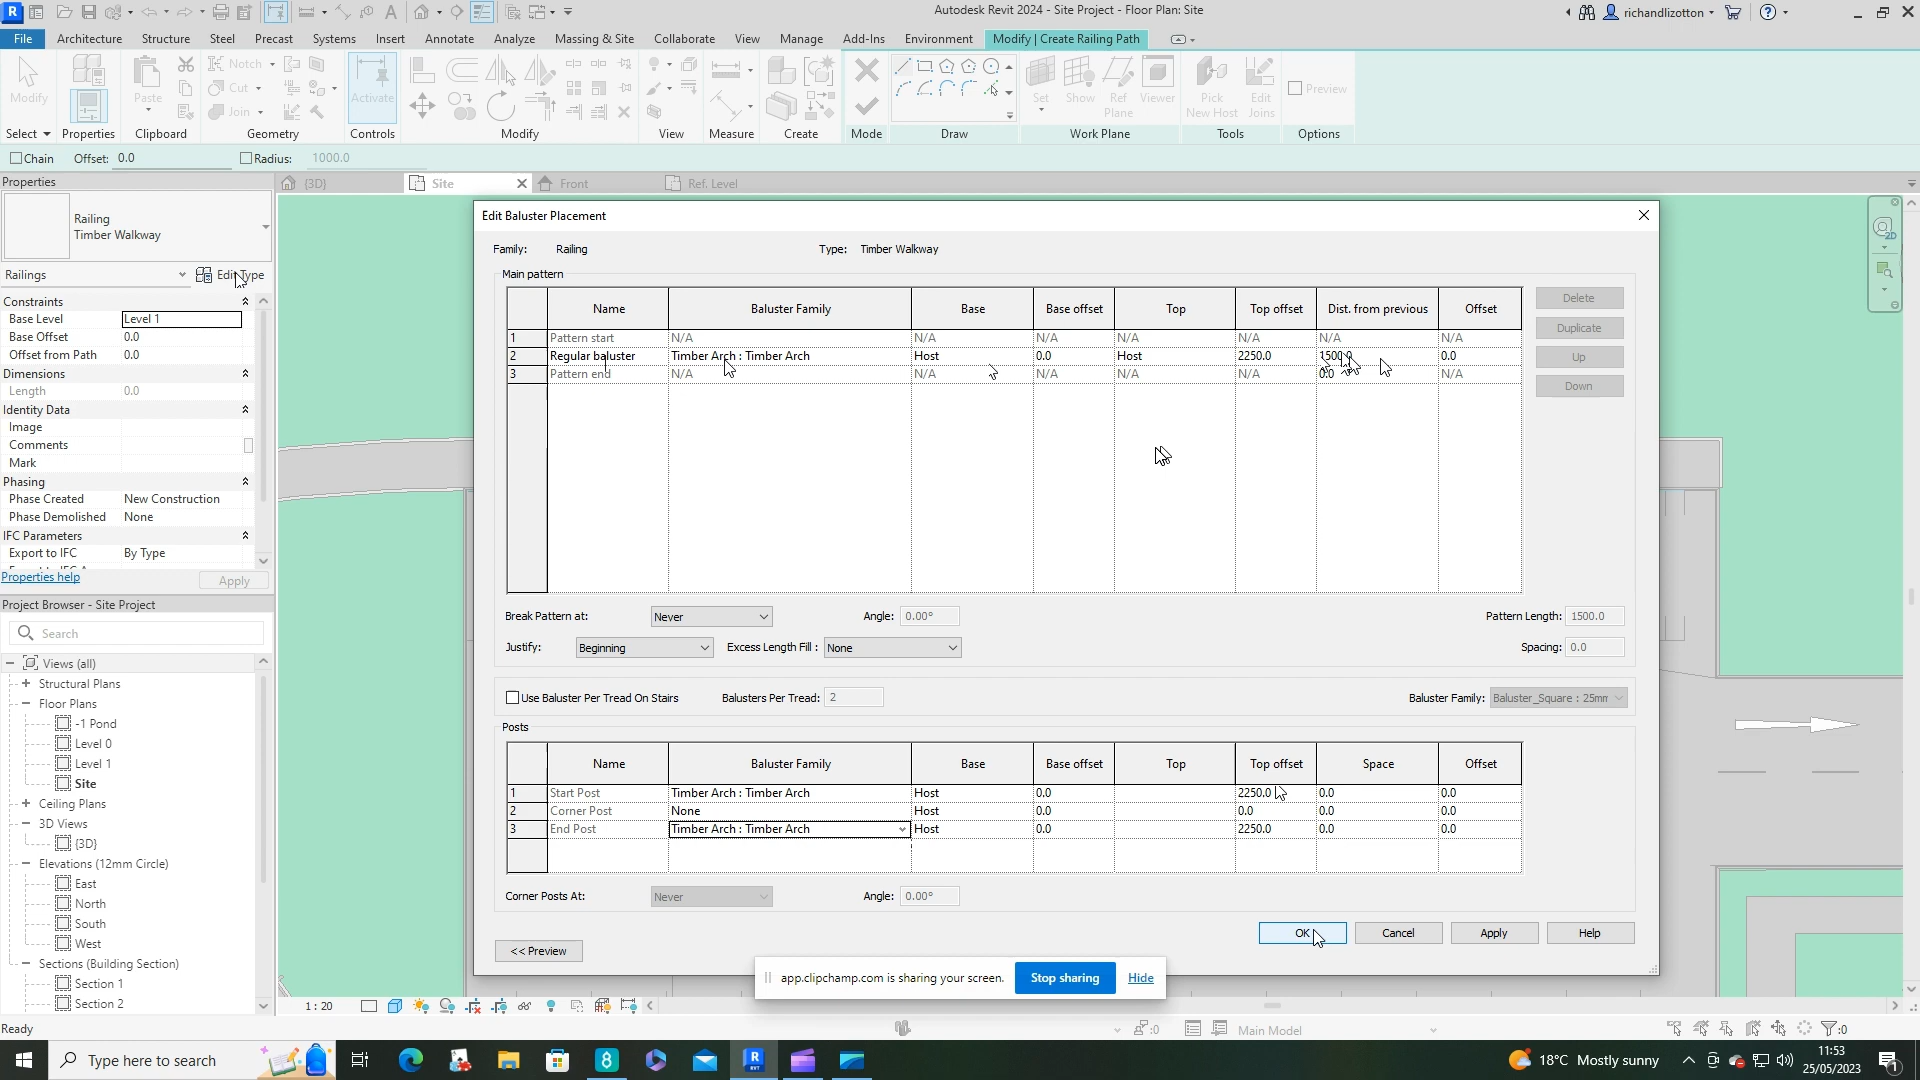 Autodesk Revit 2024 - Site Project - Floor Plan: Site
richandlizotton
File Architecture Structure Steel Precast Systems Insert Annotate Analyze Massing & Site Collaborate View Manage Add-Ins Environment Modify | Create Railing Path
Modify
Paste
Notch
Cut
Join
Activate
Set Show Ref Plane Viewer
Pick New Host
Edit Joins
Preview
Select Properties Clipboard Geometry Controls Modify View Measure Create Mode Draw Work Plane Tools Options
Chain Offset: 0.0 Radius: 1000.0
Properties
{3D} Site Front Ref. Level
Railing
Timber Walkway
Railings Edit Type
Constraints
Base Level Level 1
Base Offset 0.0
Offset from Path 0.0
Dimensions
Length 0.0
Identity Data
Image
Comments
Mark
Phasing
Phase Created New Construction
Phase Demolished None
IFC Parameters
Export to IFC By Type
Properties help Apply
Project Browser - Site Project
Search
Views (all)
Structural Plans
Floor Plans
-1 Pond
Level 0
Level 1
Site
Ceiling Plans
3D Views
{3D}
Elevations (12mm Circle)
East
North
South
West
Sections (Building Section)
Section 1
Section 2
Edit Baluster Placement
Family: Railing Type: Timber Walkway
Main pattern
Name Baluster Family Base Base offset Top Top offset Dist. from previous Offset
1 Pattern start N/A N/A N/A N/A N/A N/A N/A
2 Regular baluster Timber Arch : Timber Arch Host 0.0 Host 2250.0 1500.0 0.0
3 Pattern end N/A N/A N/A N/A N/A 0.0 N/A
Delete
Duplicate
Up
Down
Break Pattern at: Never Angle: 0.00° Pattern Length: 1500.0
Justify: Beginning Excess Length Fill : None Spacing: 0.0
Use Baluster Per Tread On Stairs Balusters Per Tread: 2 Baluster Family: Baluster_Square : 25mm
Posts
Name Baluster Family Base Base offset Top Top offset Space Offset
1 Start Post Timber Arch : Timber Arch Host 0.0 2250.0 0.0 0.0
2 Corner Post None Host 0.0 0.0 0.0 0.0
3 End Post Timber Arch : Timber Arch Host 0.0 2250.0 0.0 0.0
Corner Posts At: Never Angle: 0.00°
OK Cancel Apply Help
<< Preview
app.clipchamp.com is sharing your screen. Stop sharing Hide
1 : 20
Ready
:0 Main Model :0
Type here to search
18°C Mostly sunny
11:53
25/05/2023
1